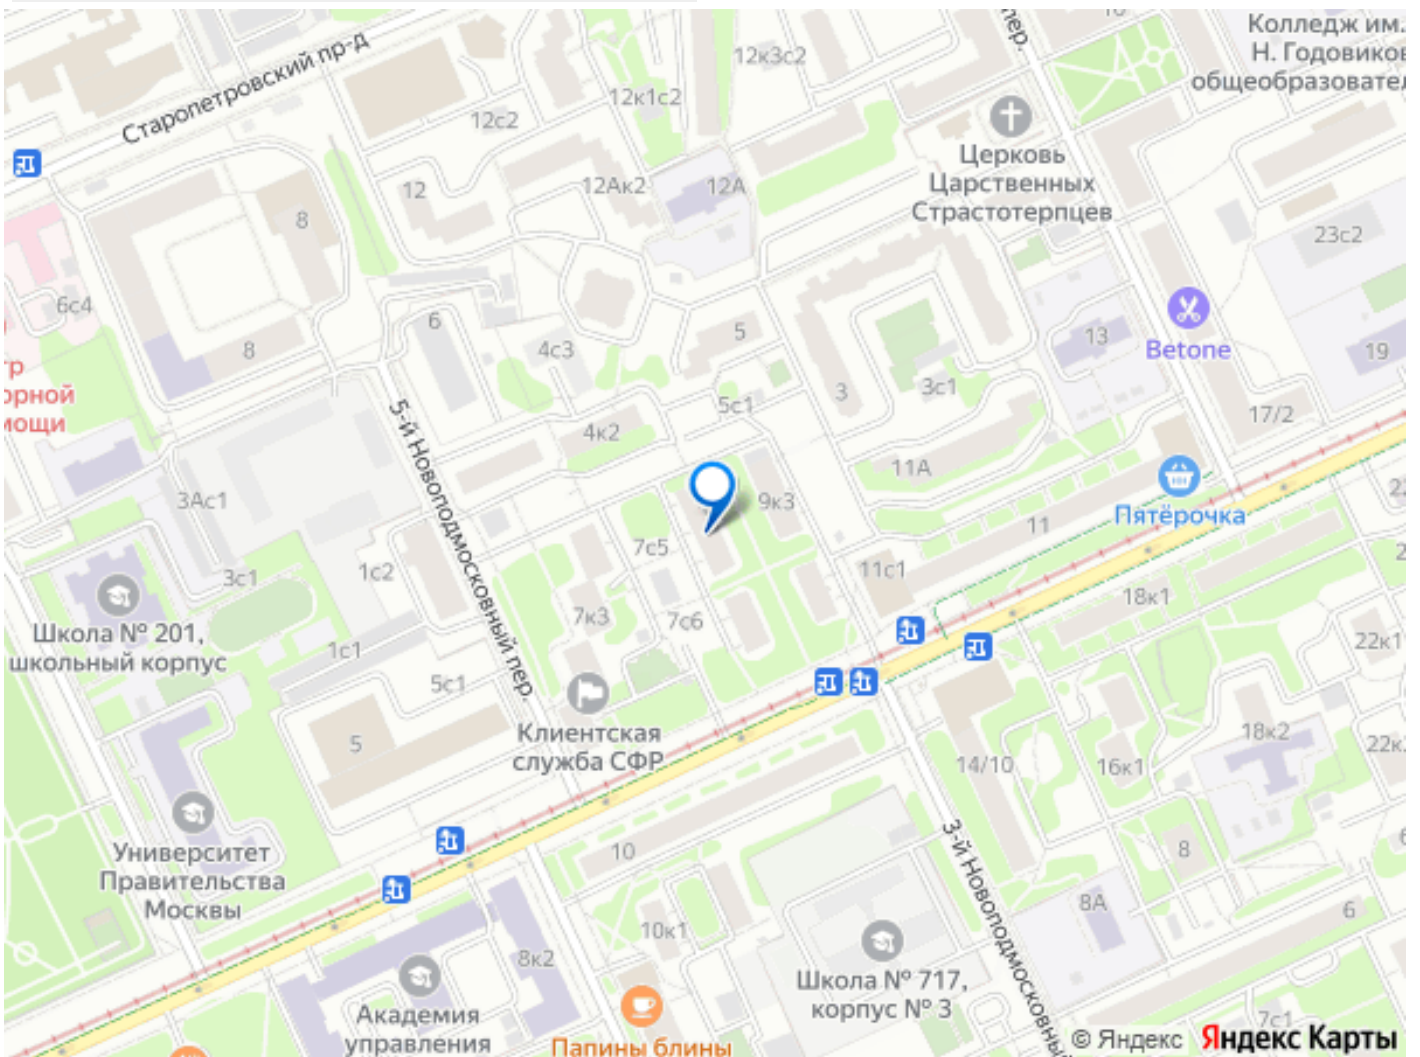 Колледж им.
Н. Годовиков
общеобразовател
пер.
10
12к3с2
Старопетровский пр-д
12к1с2
12с2
Церковь
Царственных
Страстотерпцев
12
12Ак2
12А
8
23с2
6с4
6
5
13
Betone
19
8
4с3
3
3с1
орной
мощи
5с1
17/2
4к2
5-й Новоподмосковный пер.
11А
3Ас1
9к3
Пятёрочка
11
7с5
1с2
3с1
11с1
18к1
Школа № 201,
школьный корпус
7к3
7с6
1с1
22к1
5с1
Клиентская
служба СФР
5
18к2
14/10
16к1
Университет
Правительства
Москвы
10
3-й Новоподмосковный
8
8А
6
10к1
8к2
Школа № 717,
корпус № 3
Академия
управления
Папины блины
7с1
© Яндекс Яндекс Карты